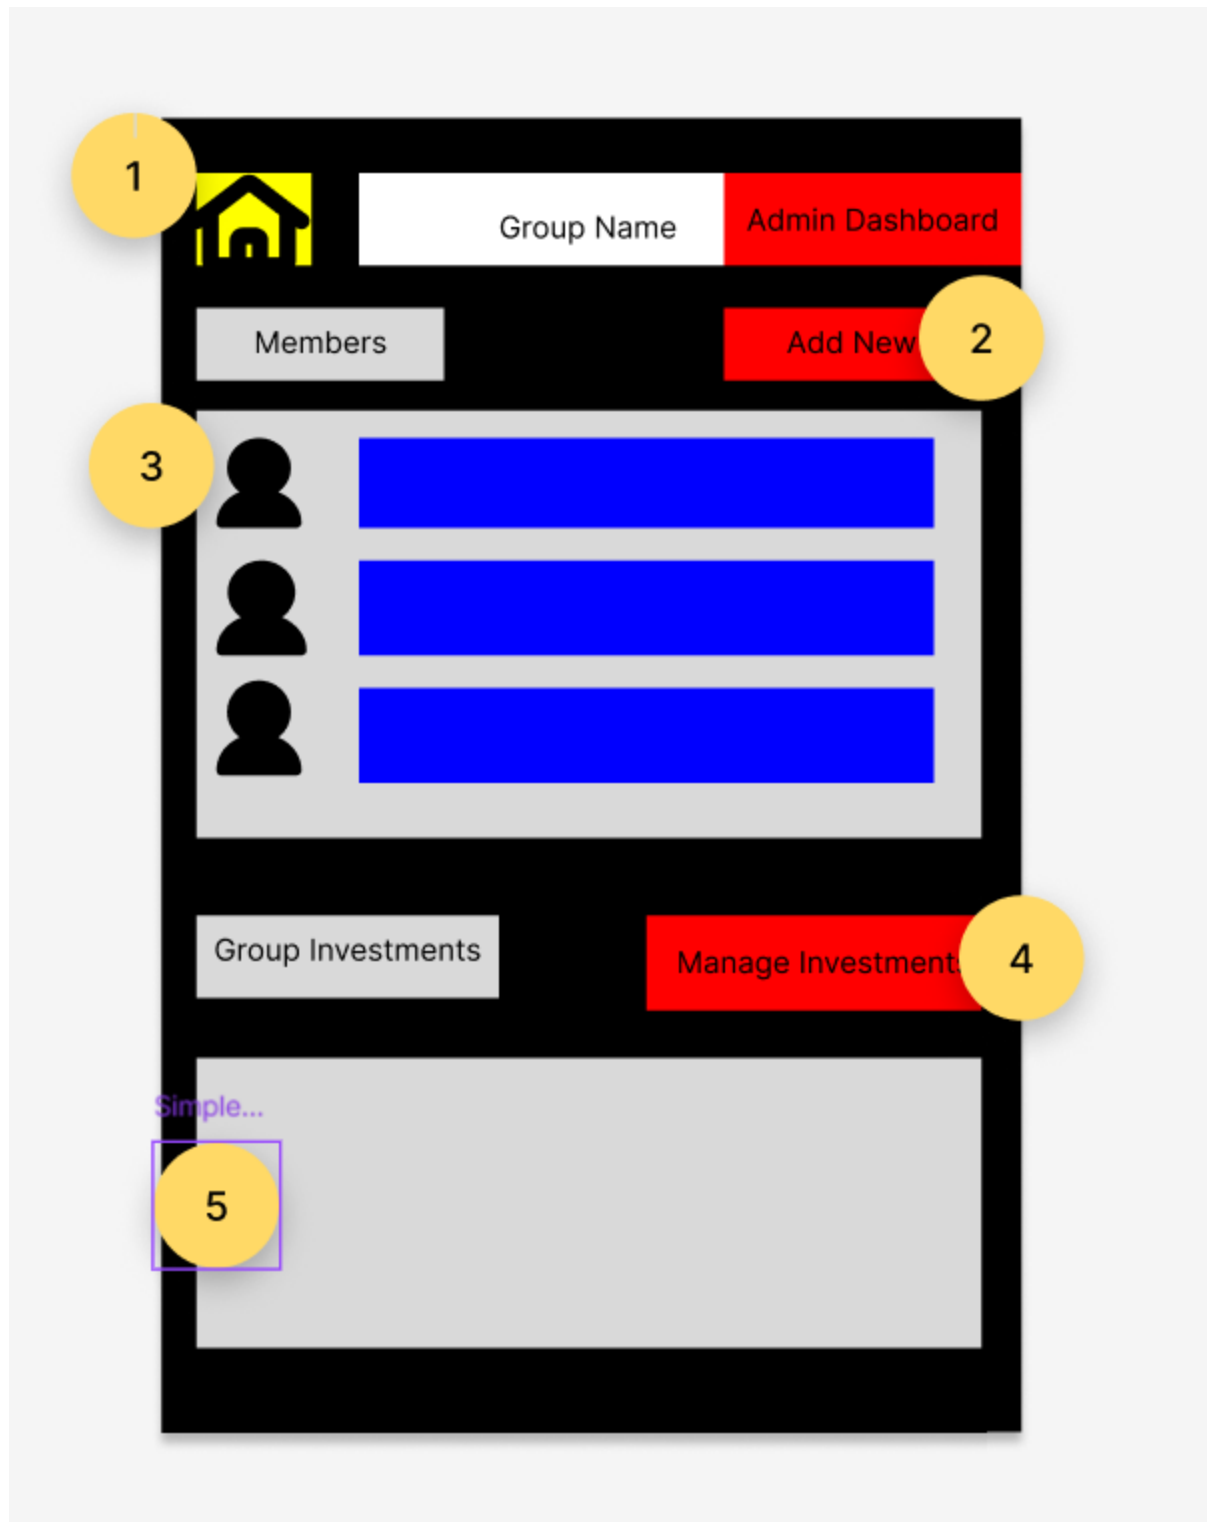 1
Group Name
Admin Dashboard
Members
Add New
2
3
Group Investments
Manage Investments
4
Simple...
5